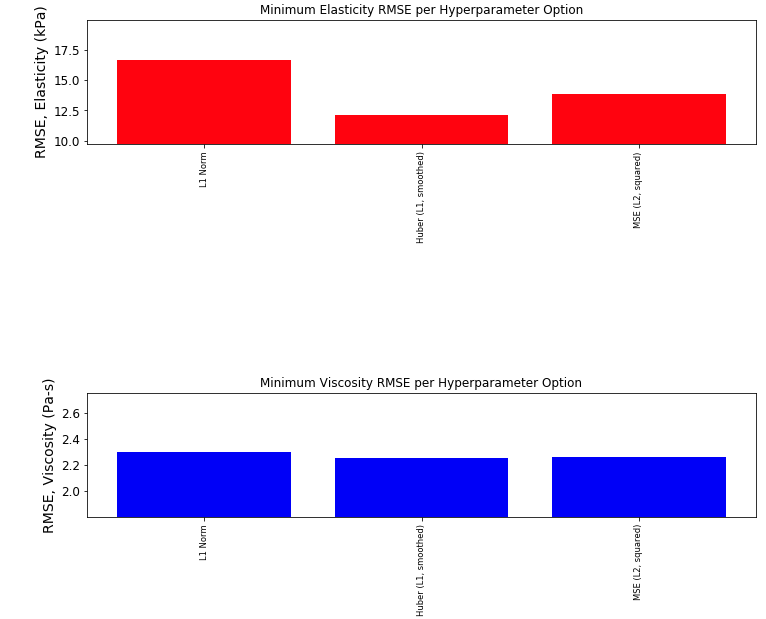 Minimum Elasticity RMSE per Hyperparameter Option
RMSE, Elasticity (kPa)
17.5
15.0
12.5
10.0
L1 Norm
Huber (L1, smoothed)
MSE (L2, squared)
Minimum Viscosity RMSE per Hyperparameter Option
RMSE, Viscosity (Pa-s)
2.6
2.4
2.2
2.0
L1 Norm
Huber (L1, smoothed)
MSE (L2, squared)